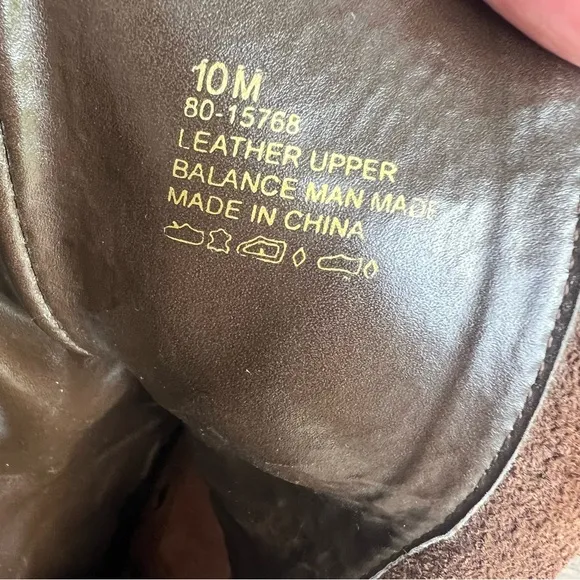 10M
80-15768
LEATHER UPPER
BALANCE MAN MADE
MADE IN CHINA